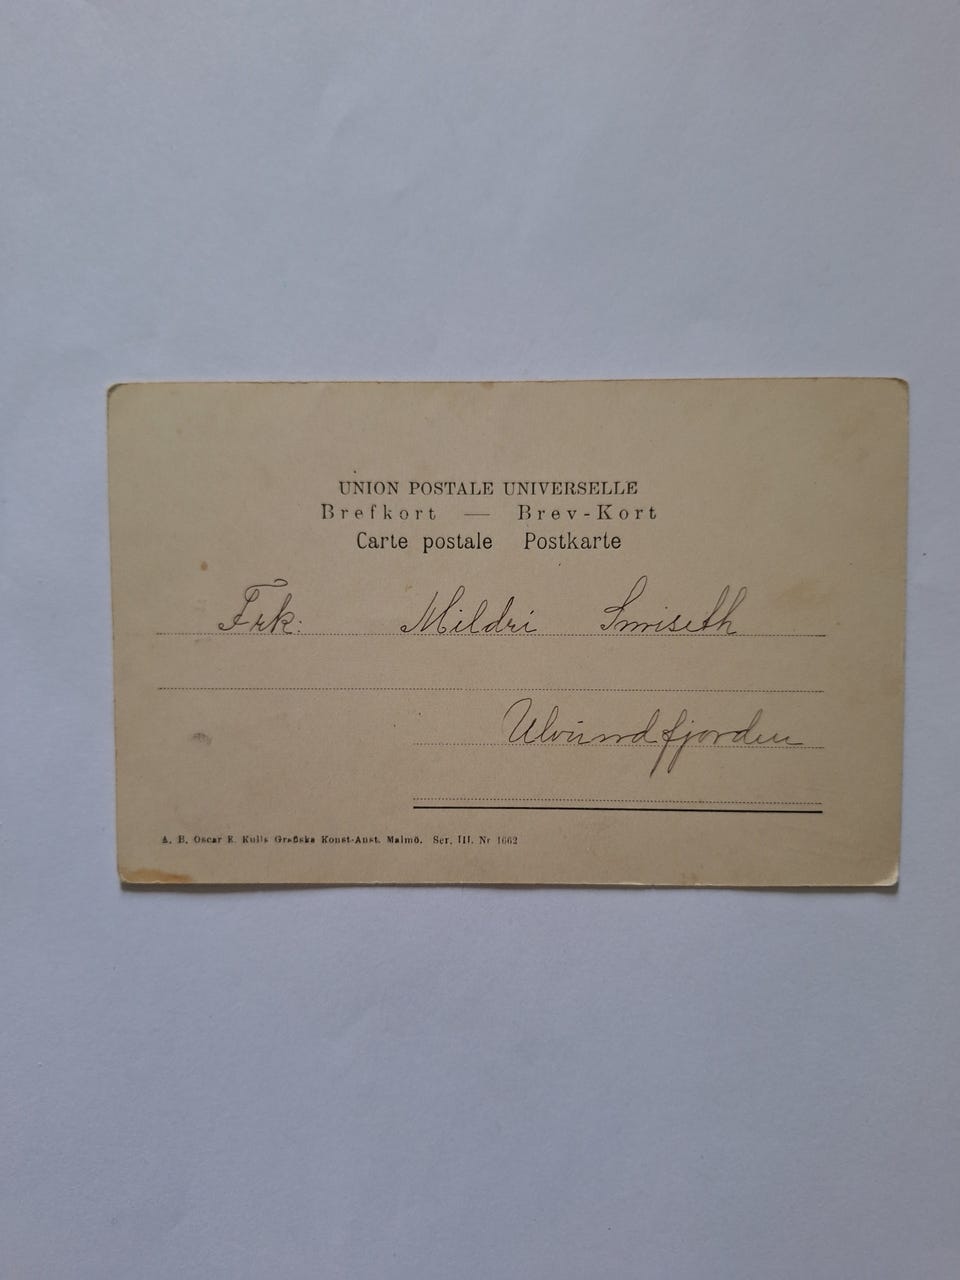 UNION POSTALE UNIVERSELLE
Brefkort — Brev-Kort
Carte postale Postkarte
Frk: Mildri Smiseth
Ulvundfjorden
A. B. Oscar E. Kulls Grafiska Konst-Anst. Malmö. Ser. III. Nr 1662